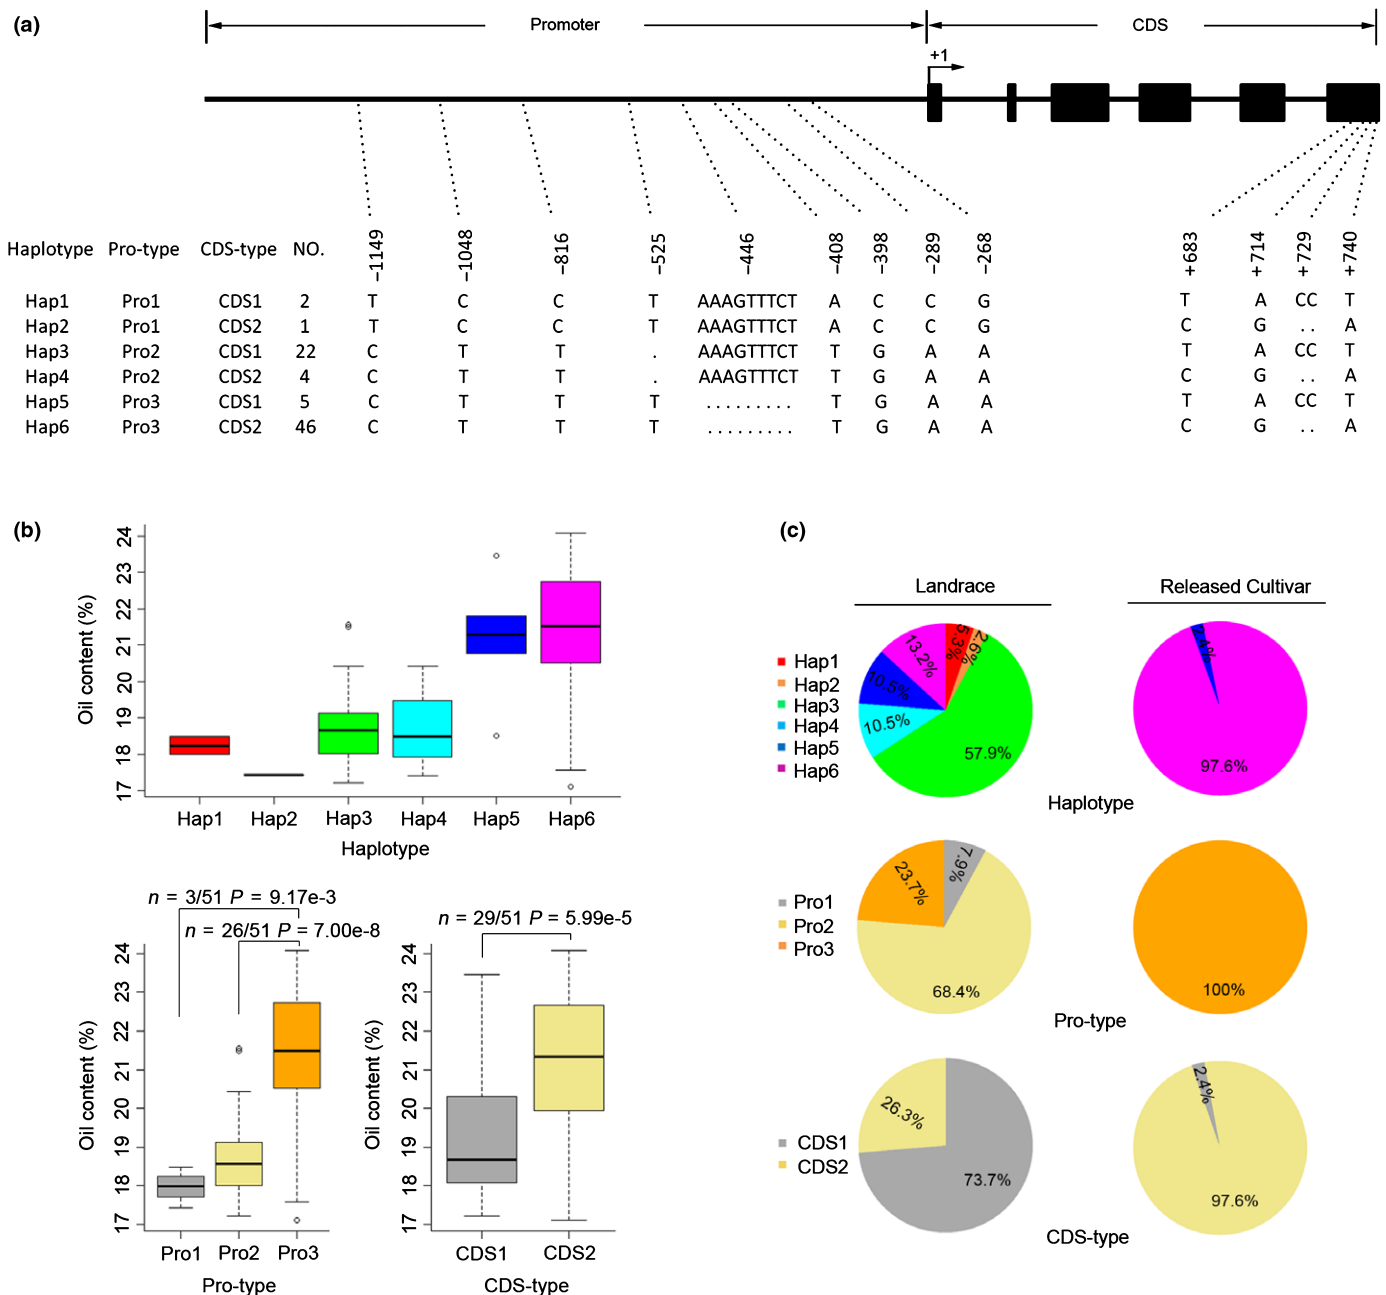 (a)
Promoter
CDS
+1
Haplotype Pro-type CDS-type NO. −1149 −1048 −816 −525 −446 −408 −398 −289 −268 +683 +714 +729 +740
Hap1 Pro1 CDS1 2 T C C T AAAGTTTCT A C C G T A CC T
Hap2 Pro1 CDS2 1 T C C T AAAGTTTCT A C C G C G .. A
Hap3 Pro2 CDS1 22 C T T . AAAGTTTCT T G A A T A CC T
Hap4 Pro2 CDS2 4 C T T . AAAGTTTCT T G A A C G .. A
Hap5 Pro3 CDS1 5 C T T T ......... T G A A T A CC T
Hap6 Pro3 CDS2 46 C T T T ......... T G A A C G .. A
(b)
Oil content (%)
24
23
22
21
20
19
18
17
Hap1 Hap2 Hap3 Hap4 Hap5 Hap6
Haplotype
n = 3/51 P = 9.17e-3
n = 26/51 P = 7.00e-8
Oil content (%)
24
23
22
21
20
19
18
17
Pro1 Pro2 Pro3
Pro-type
n = 29/51 P = 5.99e-5
Oil content (%)
24
23
22
21
20
19
18
17
CDS1 CDS2
CDS-type
(c)
Landrace
Released Cultivar
Hap1
Hap2
Hap3
Hap4
Hap5
Hap6
5.3%
2.6%
57.9%
10.5%
10.5%
13.2%
2.4%
97.6%
Haplotype
Pro1
Pro2
Pro3
7.9%
68.4%
23.7%
100%
Pro-type
CDS1
CDS2
26.3%
73.7%
2.4%
97.6%
CDS-type